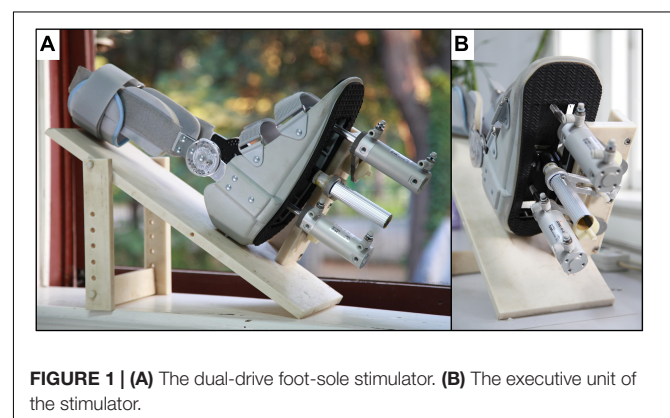 A
B
FIGURE 1 | (A) The dual-drive foot-sole stimulator. (B) The executive unit of
the stimulator.